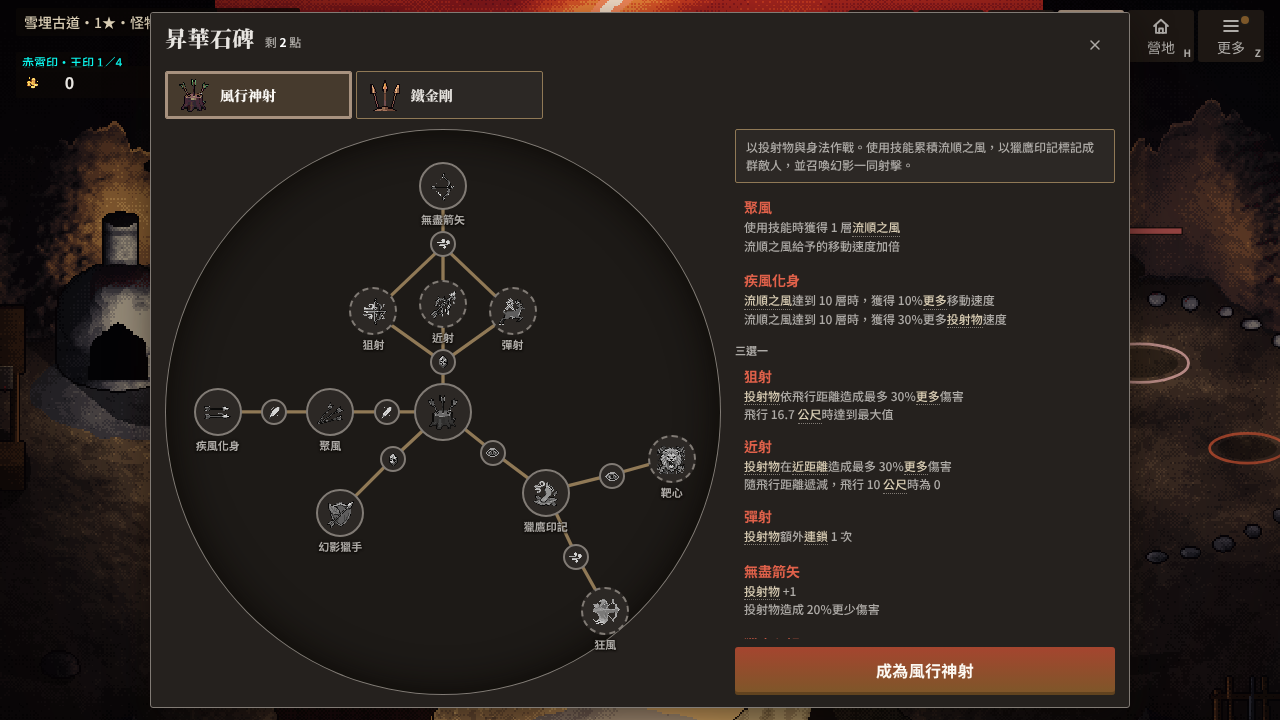 雪埋古道・1★・怪物
赤霄印・王印 1／4
0
昇華石碑 剩 2 點
×
營地 H
更多 Z
風行神射
鐵金剛
無盡箭矢
狙射
近射
彈射
疾風化身
聚風
幻影獵手
獵鷹印記
靶心
狂風
以投射物與身法作戰。使用技能累積流順之風，以獵鷹印記標記成
群敵人，並召喚幻影一同射擊。
聚風
使用技能時獲得 1 層流順之風
流順之風給予的移動速度加倍
疾風化身
流順之風達到 10 層時，獲得 10%更多移動速度
流順之風達到 10 層時，獲得 30%更多投射物速度
三選一
狙射
投射物依飛行距離造成最多 30%更多傷害
飛行 16.7 公尺時達到最大值
近射
投射物在近距離造成最多 30%更多傷害
隨飛行距離遞減，飛行 10 公尺時為 0
彈射
投射物額外連鎖 1 次
無盡箭矢
投射物 +1
投射物造成 20%更少傷害
成為風行神射